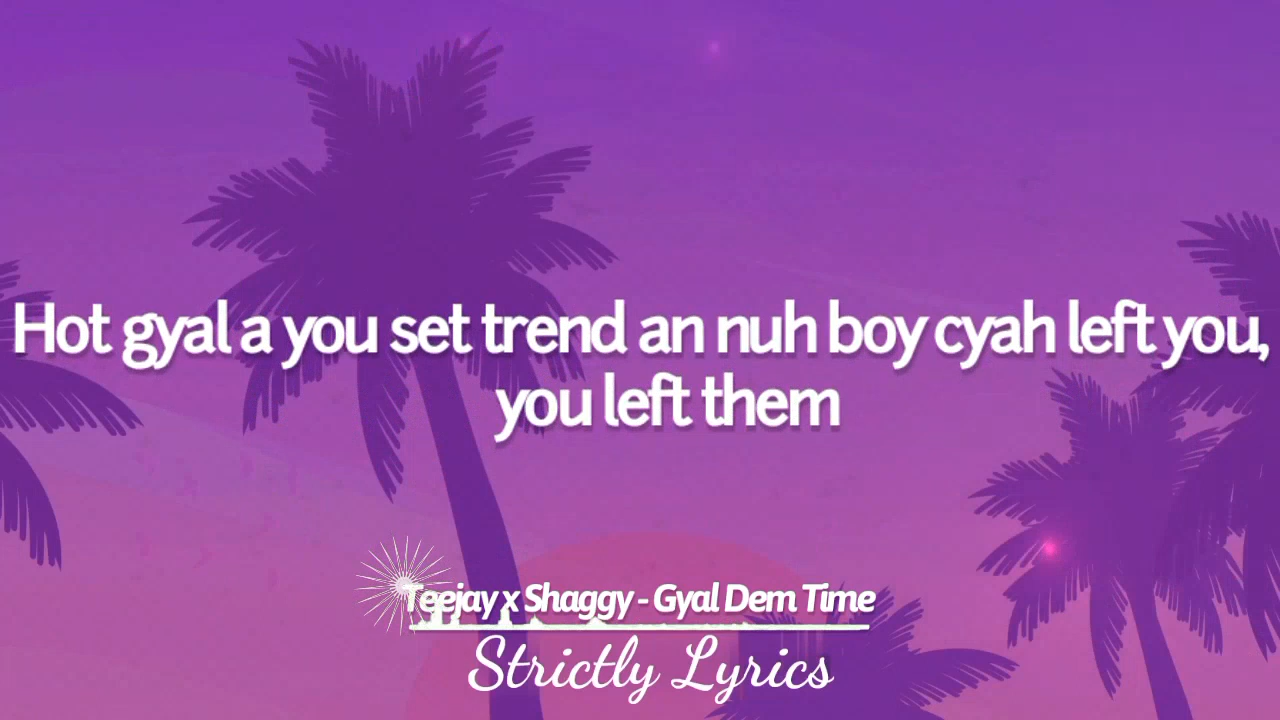 Hot gyal a you set trend an nuh boy cyah left you,
you left them
Teejay x Shaggy - Gyal Dem Time
Strictly Lyrics